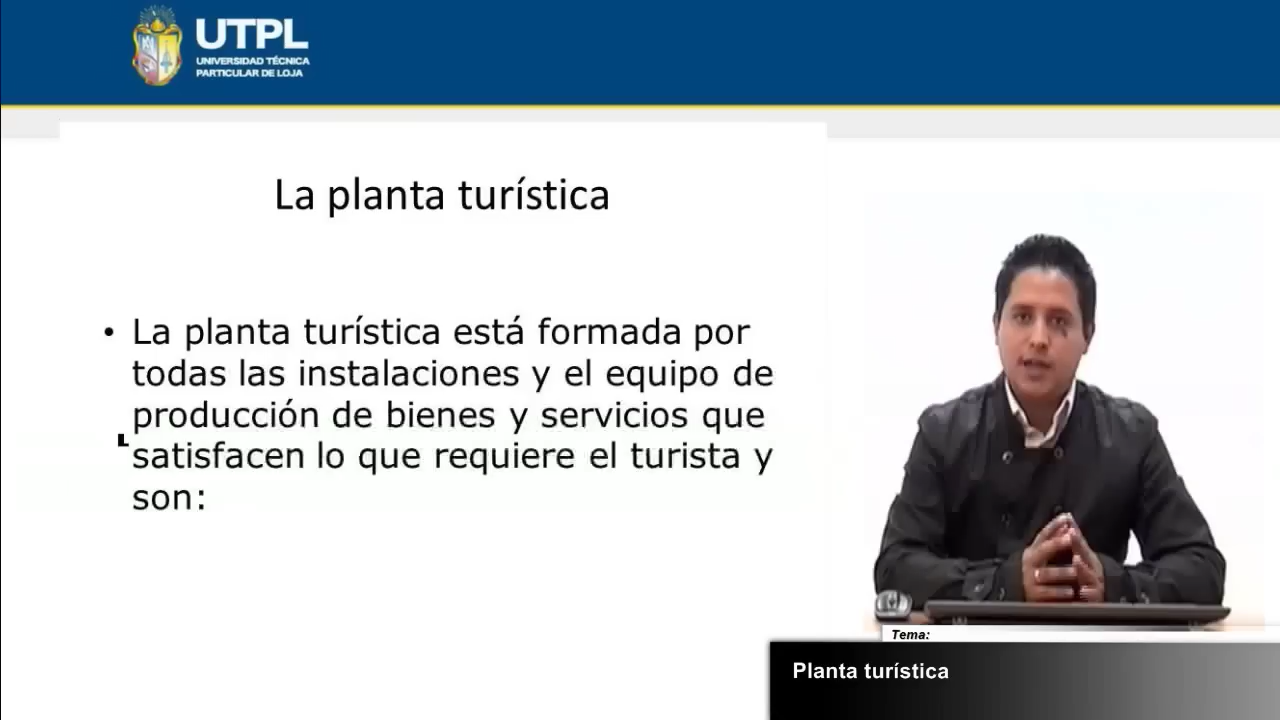 UTPL
UNIVERSIDAD TÉCNICA
PARTICULAR DE LOJA
La planta turística
• La planta turística está formada por
todas las instalaciones y el equipo de
producción de bienes y servicios que
satisfacen lo que requiere el turista y
son:
Tema:
Planta turística